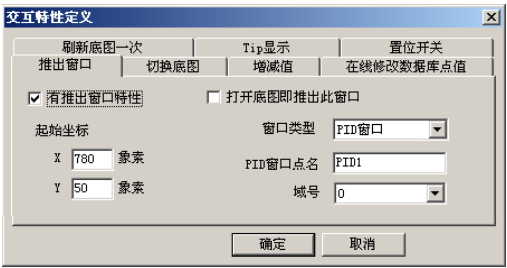 交互特性定义
刷新底图一次 Tip显示 置位开关
推出窗口 切换底图 增减值 在线修改数据库点值
有推出窗口特性 打开底图即推出此窗口
起始坐标 窗口类型 PID窗口
X 780 象素 PID窗口点名 PID1
Y 50 象素 域号 0
确定 取消